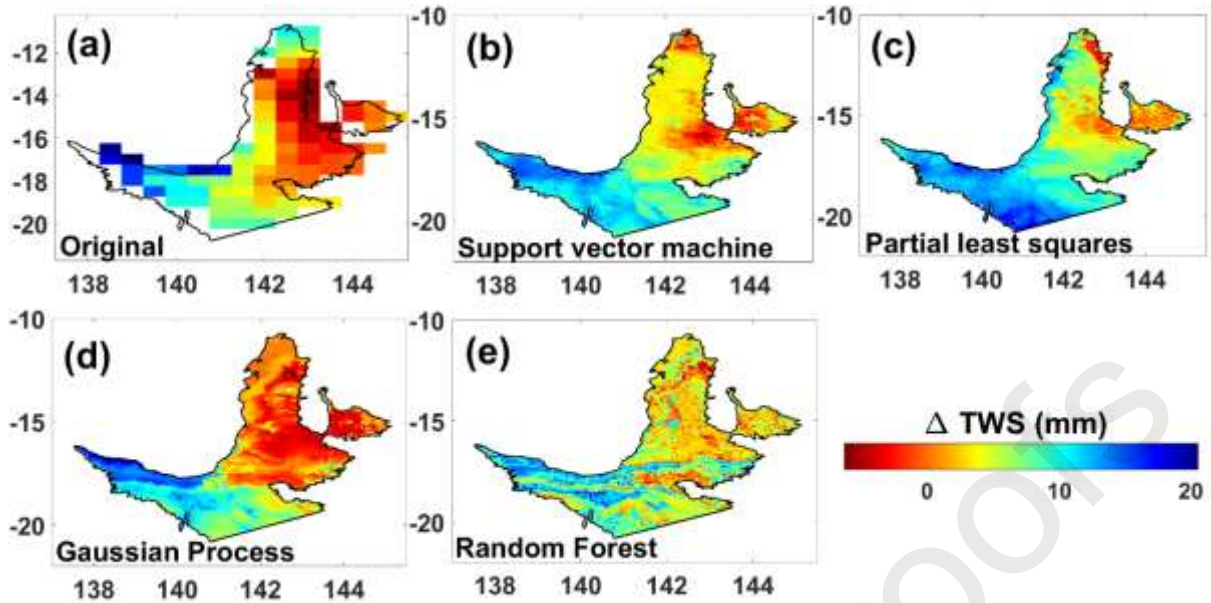 -10
-10
(a)
(b)
(c)
-12
-14
-15
-15
-16
-18
-20
-20
-20
Original
Support vector machine
Partial least squares
138 140 142 144
138 140 142 144
138 140 142 144
-10
-10
(d)
(e)
-15
-15
Δ TWS (mm)
0 10 20
-20
-20
Gaussian Process
Random Forest
138 140 142 144
138 140 142 144
oofs